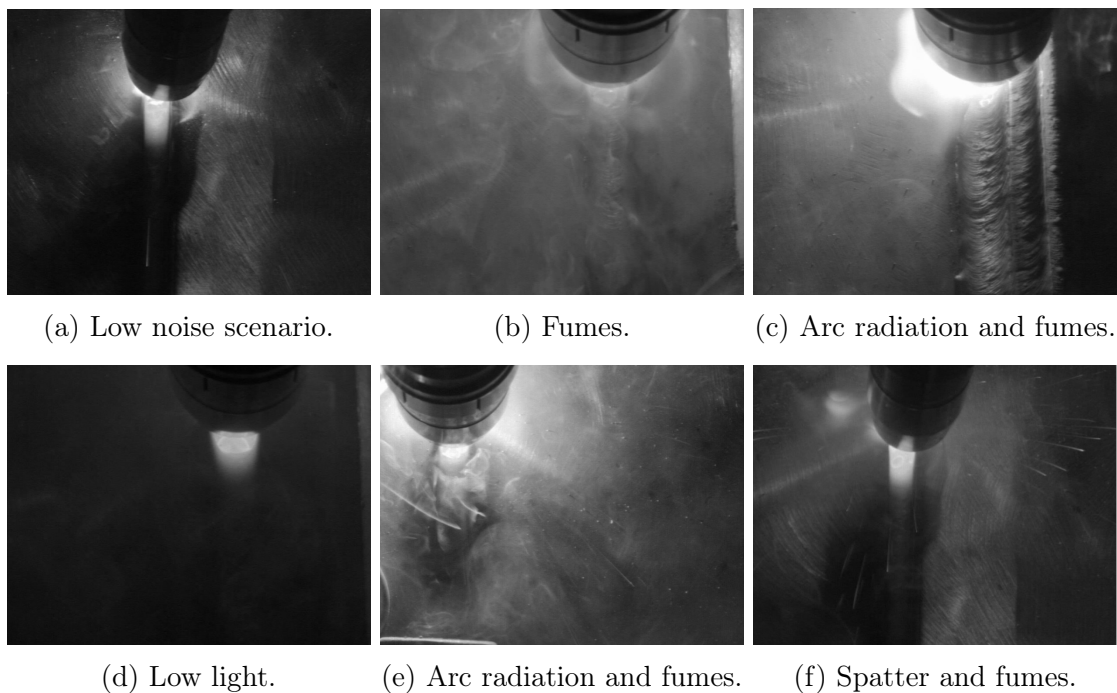 (a) Low noise scenario.
(b) Fumes.
(c) Arc radiation and fumes.
(d) Low light.
(e) Arc radiation and fumes.
(f) Spatter and fumes.